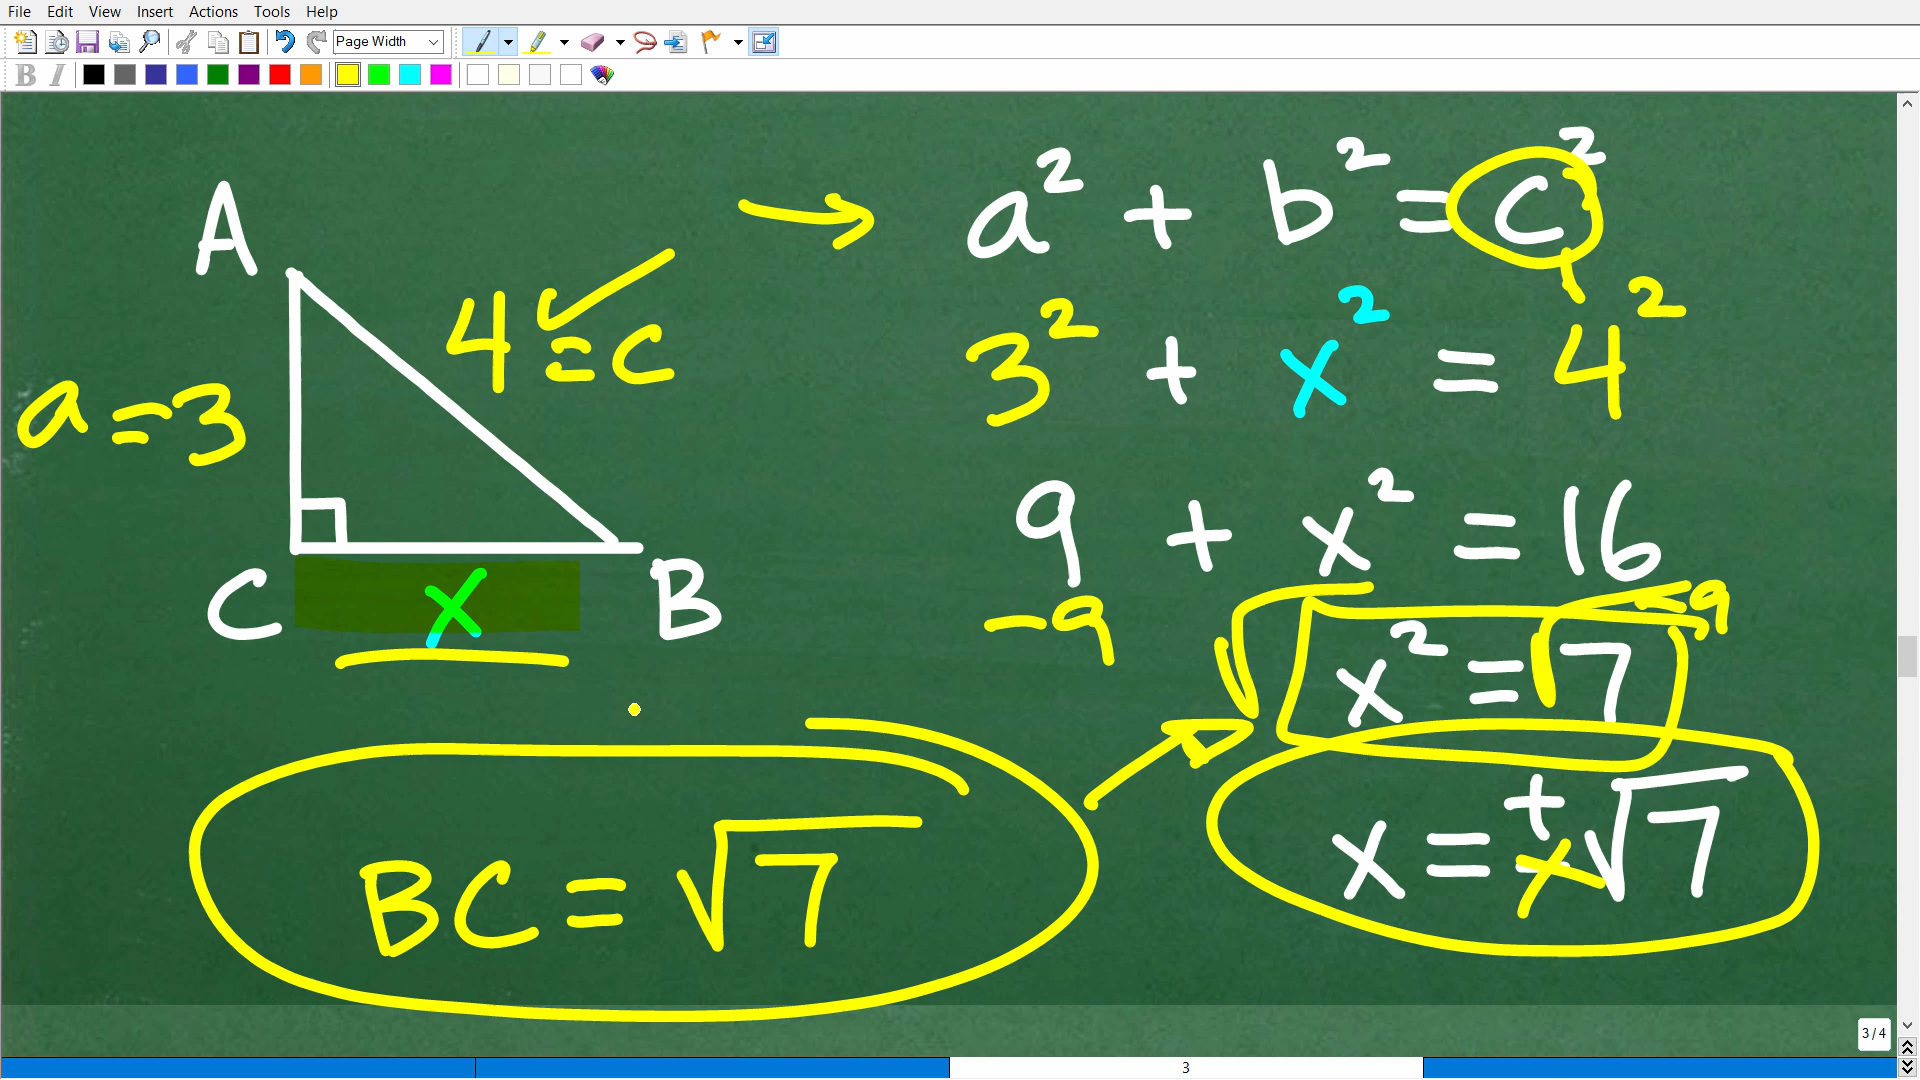 File Edit View Insert Actions Tools Help
Page Width
B I
A
4 = c
a = 3
C x B
→ a² + b² = c²
3² + x² = 4²
9 + x² = 16
-9 -9
√ x² = √7
x = ±√7
BC = √7
3 / 4
3